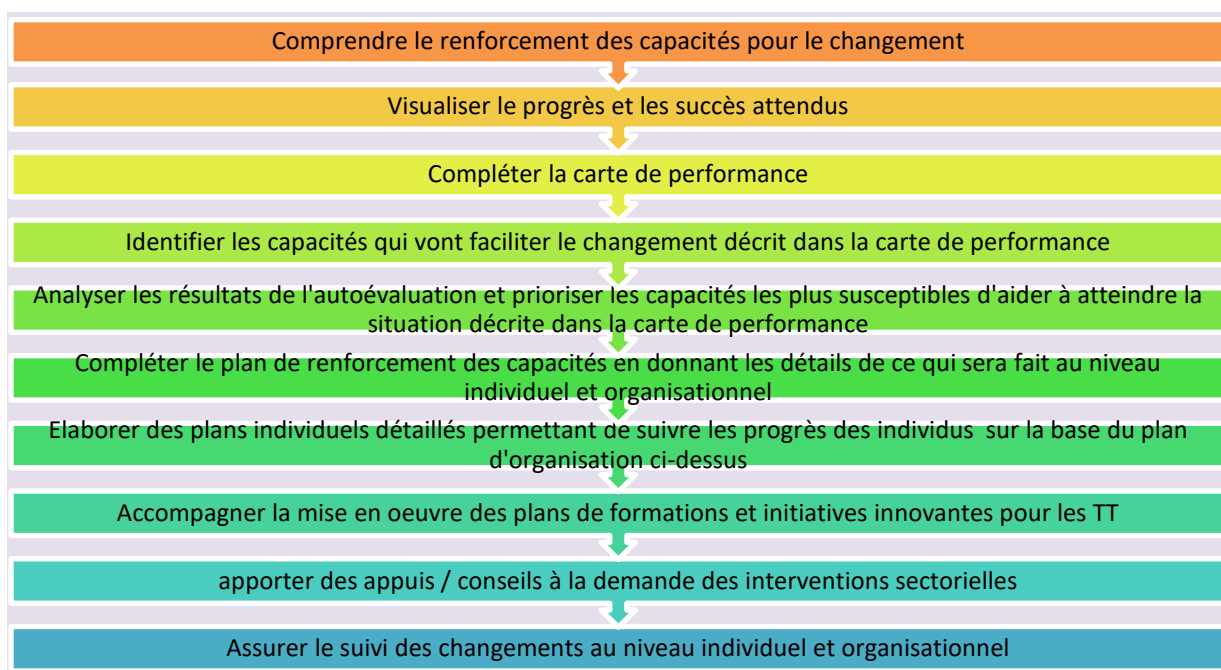 Comprendre le renforcement des capacités pour le changement
Visualiser le progrès et les succès attendus
Compléter la carte de performance
Identifier les capacités qui vont faciliter le changement décrit dans la carte de performance
Analyser les résultats de l'autoévaluation et prioriser les capacités les plus susceptibles d'aider à atteindre la
situation décrite dans la carte de performance
Compléter le plan de renforcement des capacités en donnant les détails de ce qui sera fait au niveau
individuel et organisationnel
Elaborer des plans individuels détaillés permettant de suivre les progrès des individus  sur la base du plan
d'organisation ci-dessus
Accompagner la mise en oeuvre des plans de formations et initiatives innovantes pour les TT
apporter des appuis / conseils à la demande des interventions sectorielles
Assurer le suivi des changements au niveau individuel et organisationnel